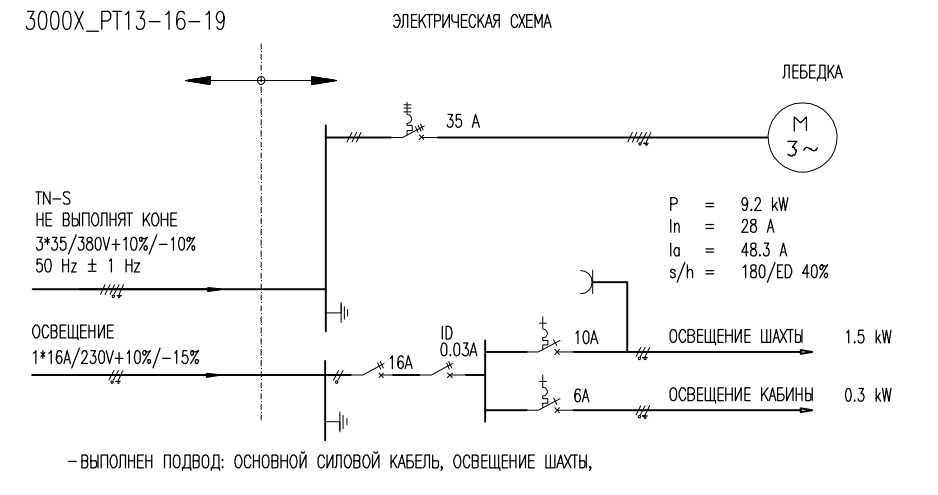 3000X_PT13-16-19
ЭЛЕКТРИЧЕСКАЯ СХЕМА
ЛЕБЕДКА
35 A
M
3~
TN-S
НЕ ВЫПОЛНЯТ КОНЕ
3*35/380V+10%/-10%
50 Hz ± 1 Hz
P = 9.2 kW
In = 28 A
Ia = 48.3 A
s/h = 180/ED 40%
ОСВЕЩЕНИЕ
1*16A/230V+10%/-15%
16A
ID
0.03A
10A
ОСВЕЩЕНИЕ ШАХТЫ 1.5 kW
6A
ОСВЕЩЕНИЕ КАБИНЫ 0.3 kW
-ВЫПОЛНЕН ПОДВОД: ОСНОВНОЙ СИЛОВОЙ КАБЕЛЬ, ОСВЕЩЕНИЕ ШАХТЫ,